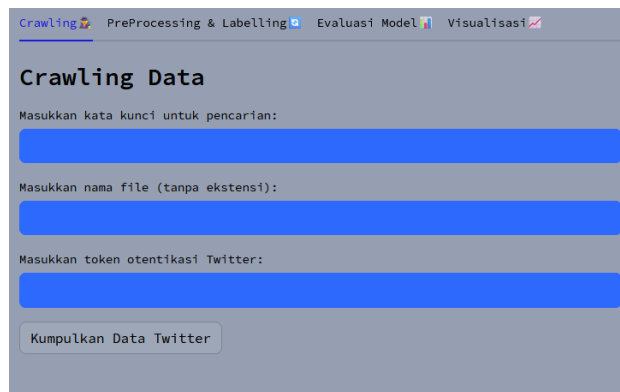 Crawling🕵️ PreProcessing & Labelling🔄 Evaluasi Model📊 Visualisasi📈
Crawling Data
Masukkan kata kunci untuk pencarian:
Masukkan nama file (tanpa ekstensi):
Masukkan token otentikasi Twitter:
Kumpulkan Data Twitter